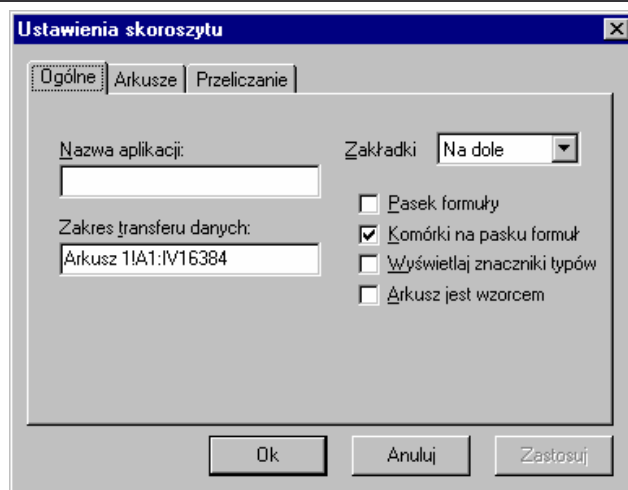 Ustawienia skoroszytu
Ogólne Arkusze Przeliczanie
Nazwa aplikacji:
Zakładki Na dole
Zakres transferu danych:
Arkusz 1!A1:IV16384
Pasek formuły
Komórki na pasku formuł
Wyświetlaj znaczniki typów
Arkusz jest wzorcem
Ok Anuluj Zastosuj